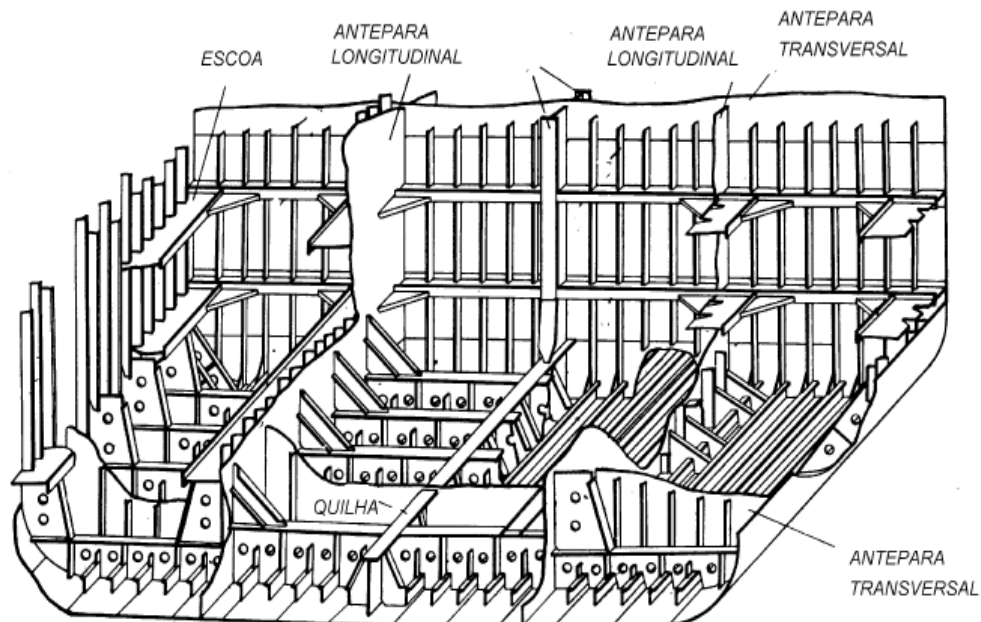 ESCOA
ANTEPARA
LONGITUDINAL
ANTEPARA
LONGITUDINAL
ANTEPARA
TRANSVERSAL
QUILHA
ANTEPARA
TRANSVERSAL